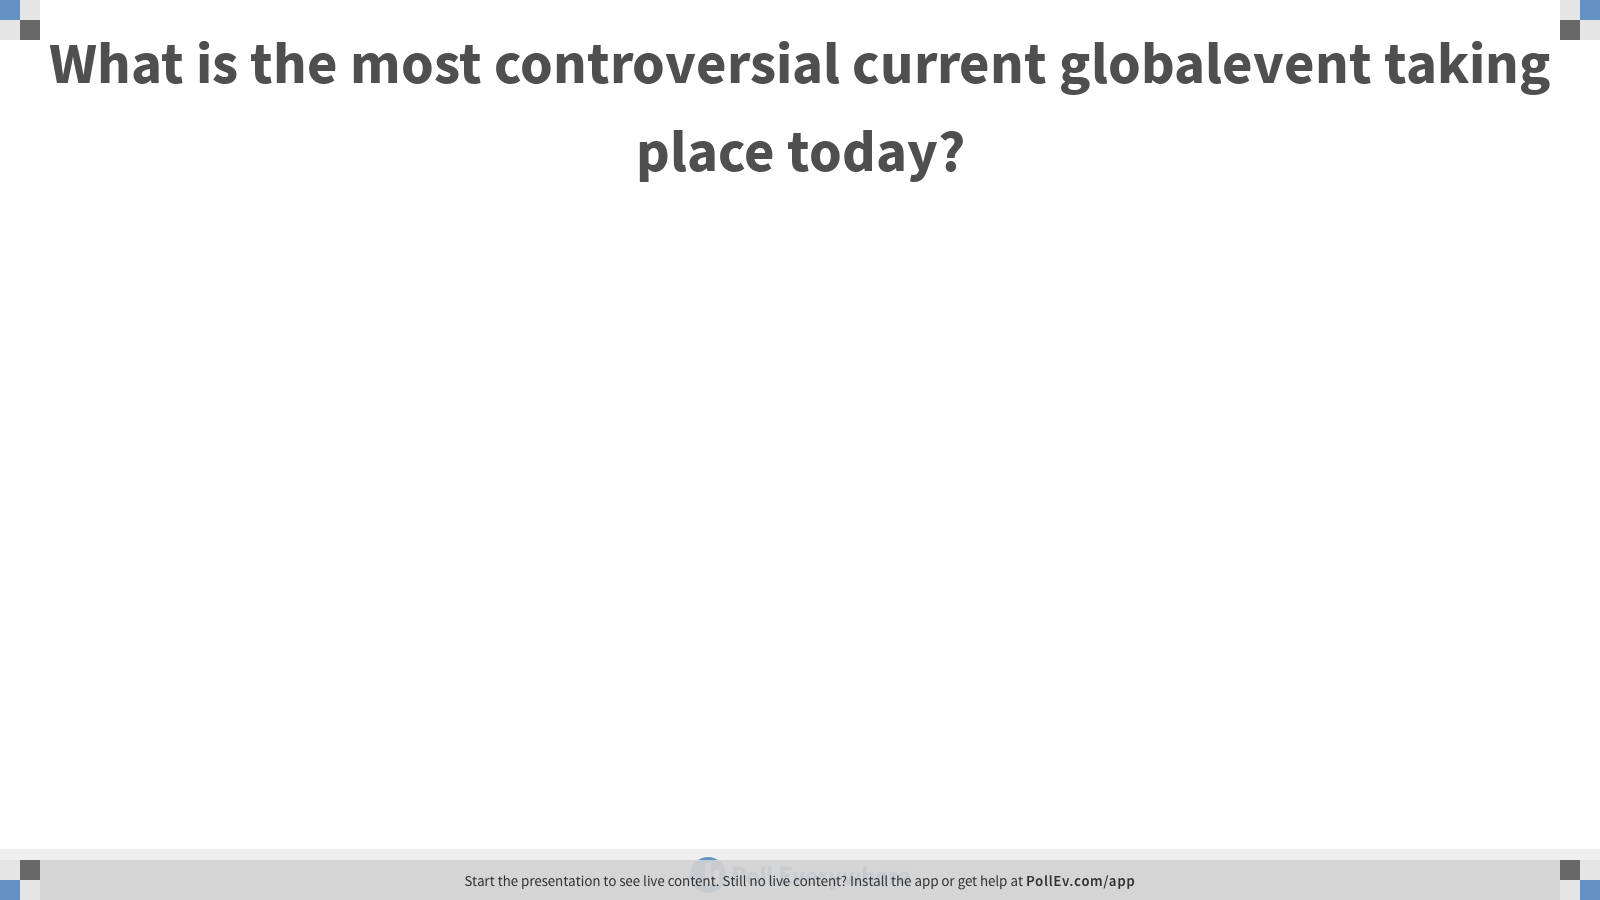 What is the most controversial current globalevent taking
place today?
Start the presentation to see live content. Still no live content? Install the app or get help at PollEv.com/app